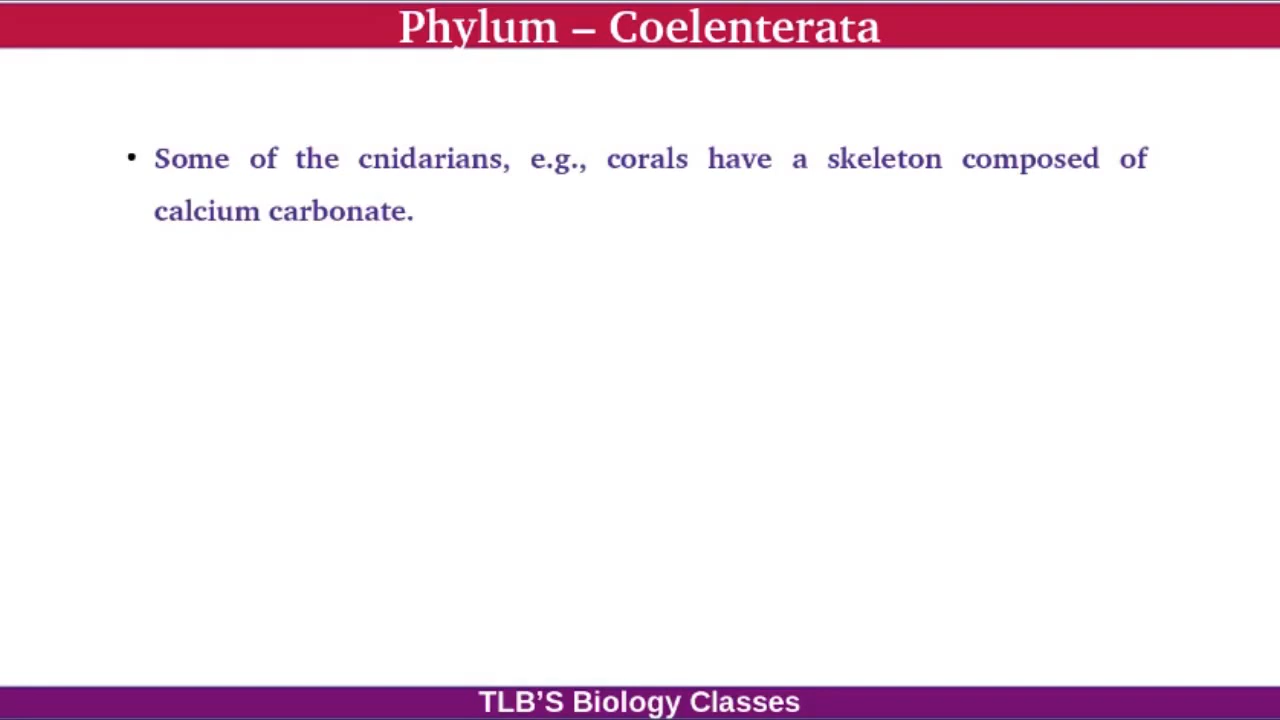 Phylum – Coelenterata
• Some of the cnidarians, e.g., corals have a skeleton composed of
calcium carbonate.
TLB’S Biology Classes